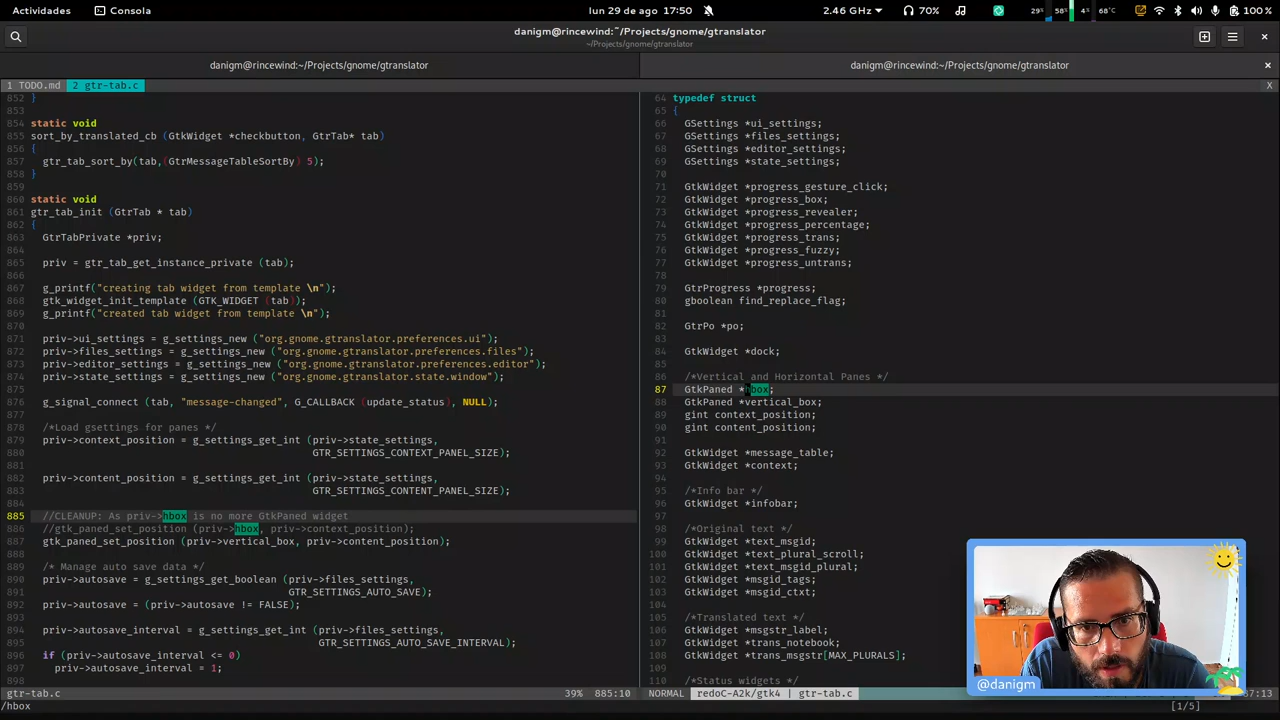 Actividades
lun 29 de ago 17:50
2.46 GHz
70%
29%
58%
4%
68°C
100 %
danigm@rincewind:~/Projects/gnome/gtranslator
~/Projects/gnome/gtranslator
danigm@rincewind:~/Projects/gnome/gtranslator
danigm@rincewind:~/Projects/gnome/gtranslator
1 TODO.md 2 gtr-tab.c
X
852 }
853
854 static void
855 sort_by_translated_cb (GtkWidget *checkbutton, GtrTab* tab)
856 {
857 gtr_tab_sort_by(tab,(GtrMessageTableSortBy) 5);
858 }
859
860 static void
861 gtr_tab_init (GtrTab * tab)
862 {
863 GtrTabPrivate *priv;
864
865 priv = gtr_tab_get_instance_private (tab);
866
867 g_printf("creating tab widget from template \n");
868 gtk_widget_init_template (GTK_WIDGET (tab));
869 g_printf("created tab widget from template \n");
870
871 priv->ui_settings = g_settings_new ("org.gnome.gtranslator.preferences.ui");
872 priv->files_settings = g_settings_new ("org.gnome.gtranslator.preferences.files");
873 priv->editor_settings = g_settings_new ("org.gnome.gtranslator.preferences.editor");
874 priv->state_settings = g_settings_new ("org.gnome.gtranslator.state.window");
875
876 g_signal_connect (tab, "message-changed", G_CALLBACK (update_status), NULL);
877
878 /*Load gsettings for panes */
879 priv->context_position = g_settings_get_int (priv->state_settings,
880 GTR_SETTINGS_CONTEXT_PANEL_SIZE);
881
882 priv->content_position = g_settings_get_int (priv->state_settings,
883 GTR_SETTINGS_CONTENT_PANEL_SIZE);
884
885 //CLEANUP: As priv->hbox is no more GtkPaned widget
886 //gtk_paned_set_position (priv->hbox, priv->context_position);
887 gtk_paned_set_position (priv->vertical_box, priv->content_position);
888
889 /* Manage auto save data */
890 priv->autosave = g_settings_get_boolean (priv->files_settings,
891 GTR_SETTINGS_AUTO_SAVE);
892 priv->autosave = (priv->autosave != FALSE);
893
894 priv->autosave_interval = g_settings_get_int (priv->files_settings,
895 GTR_SETTINGS_AUTO_SAVE_INTERVAL);
896 if (priv->autosave_interval <= 0)
897 priv->autosave_interval = 1;
898
gtr-tab.c 39% 885:10
/hbox
64 typedef struct
65 {
66 GSettings *ui_settings;
67 GSettings *files_settings;
68 GSettings *editor_settings;
69 GSettings *state_settings;
70
71 GtkWidget *progress_gesture_click;
72 GtkWidget *progress_box;
73 GtkWidget *progress_revealer;
74 GtkWidget *progress_percentage;
75 GtkWidget *progress_trans;
76 GtkWidget *progress_fuzzy;
77 GtkWidget *progress_untrans;
78
79 GtrProgress *progress;
80 gboolean find_replace_flag;
81
82 GtrPo *po;
83
84 GtkWidget *dock;
85
86 /*Vertical and Horizontal Panes */
87 GtkPaned *hbox;
88 GtkPaned *vertical_box;
89 gint context_position;
90 gint content_position;
91
92 GtkWidget *message_table;
93 GtkWidget *context;
94
95 /*Info bar */
96 GtkWidget *infobar;
97
98 /*Original text */
99 GtkWidget *text_msgid;
100 GtkWidget *text_plural_scroll;
101 GtkWidget *text_msgid_plural;
102 GtkWidget *msgid_tags;
103 GtkWidget *msgid_ctxt;
104
105 /*Translated text */
106 GtkWidget *msgstr_label;
107 GtkWidget *trans_notebook;
108 GtkWidget *trans_msgstr[MAX_PLURALS];
109
110 /*Status widgets */
NORMAL redoC-A2k/gtk4 | gtr-tab.c
[1/5]
@danigm